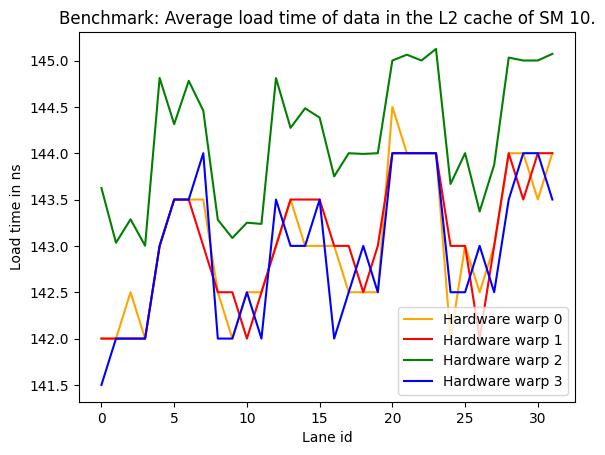 Benchmark: Average load time of data in the L2 cache of SM 10.
Load time in ns
145.0
144.5
144.0
143.5
143.0
142.5
142.0
141.5
Hardware warp 0
Hardware warp 1
Hardware warp 2
Hardware warp 3
0 5 10 15 20 25 30
Lane id